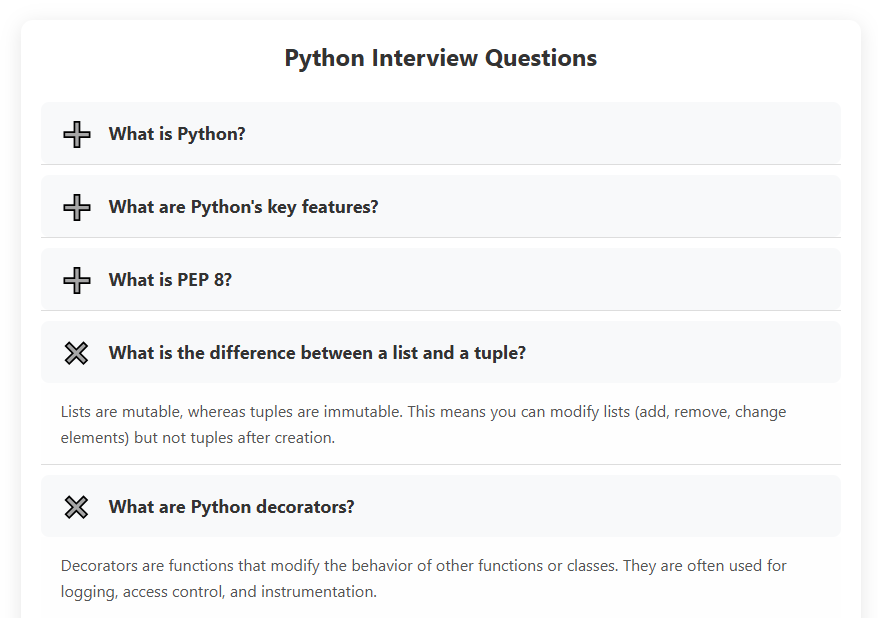 Python Interview Questions
What is Python?
What are Python's key features?
What is PEP 8?
What is the difference between a list and a tuple?
Lists are mutable, whereas tuples are immutable. This means you can modify lists (add, remove, change
elements) but not tuples after creation.
What are Python decorators?
Decorators are functions that modify the behavior of other functions or classes. They are often used for
logging, access control, and instrumentation.